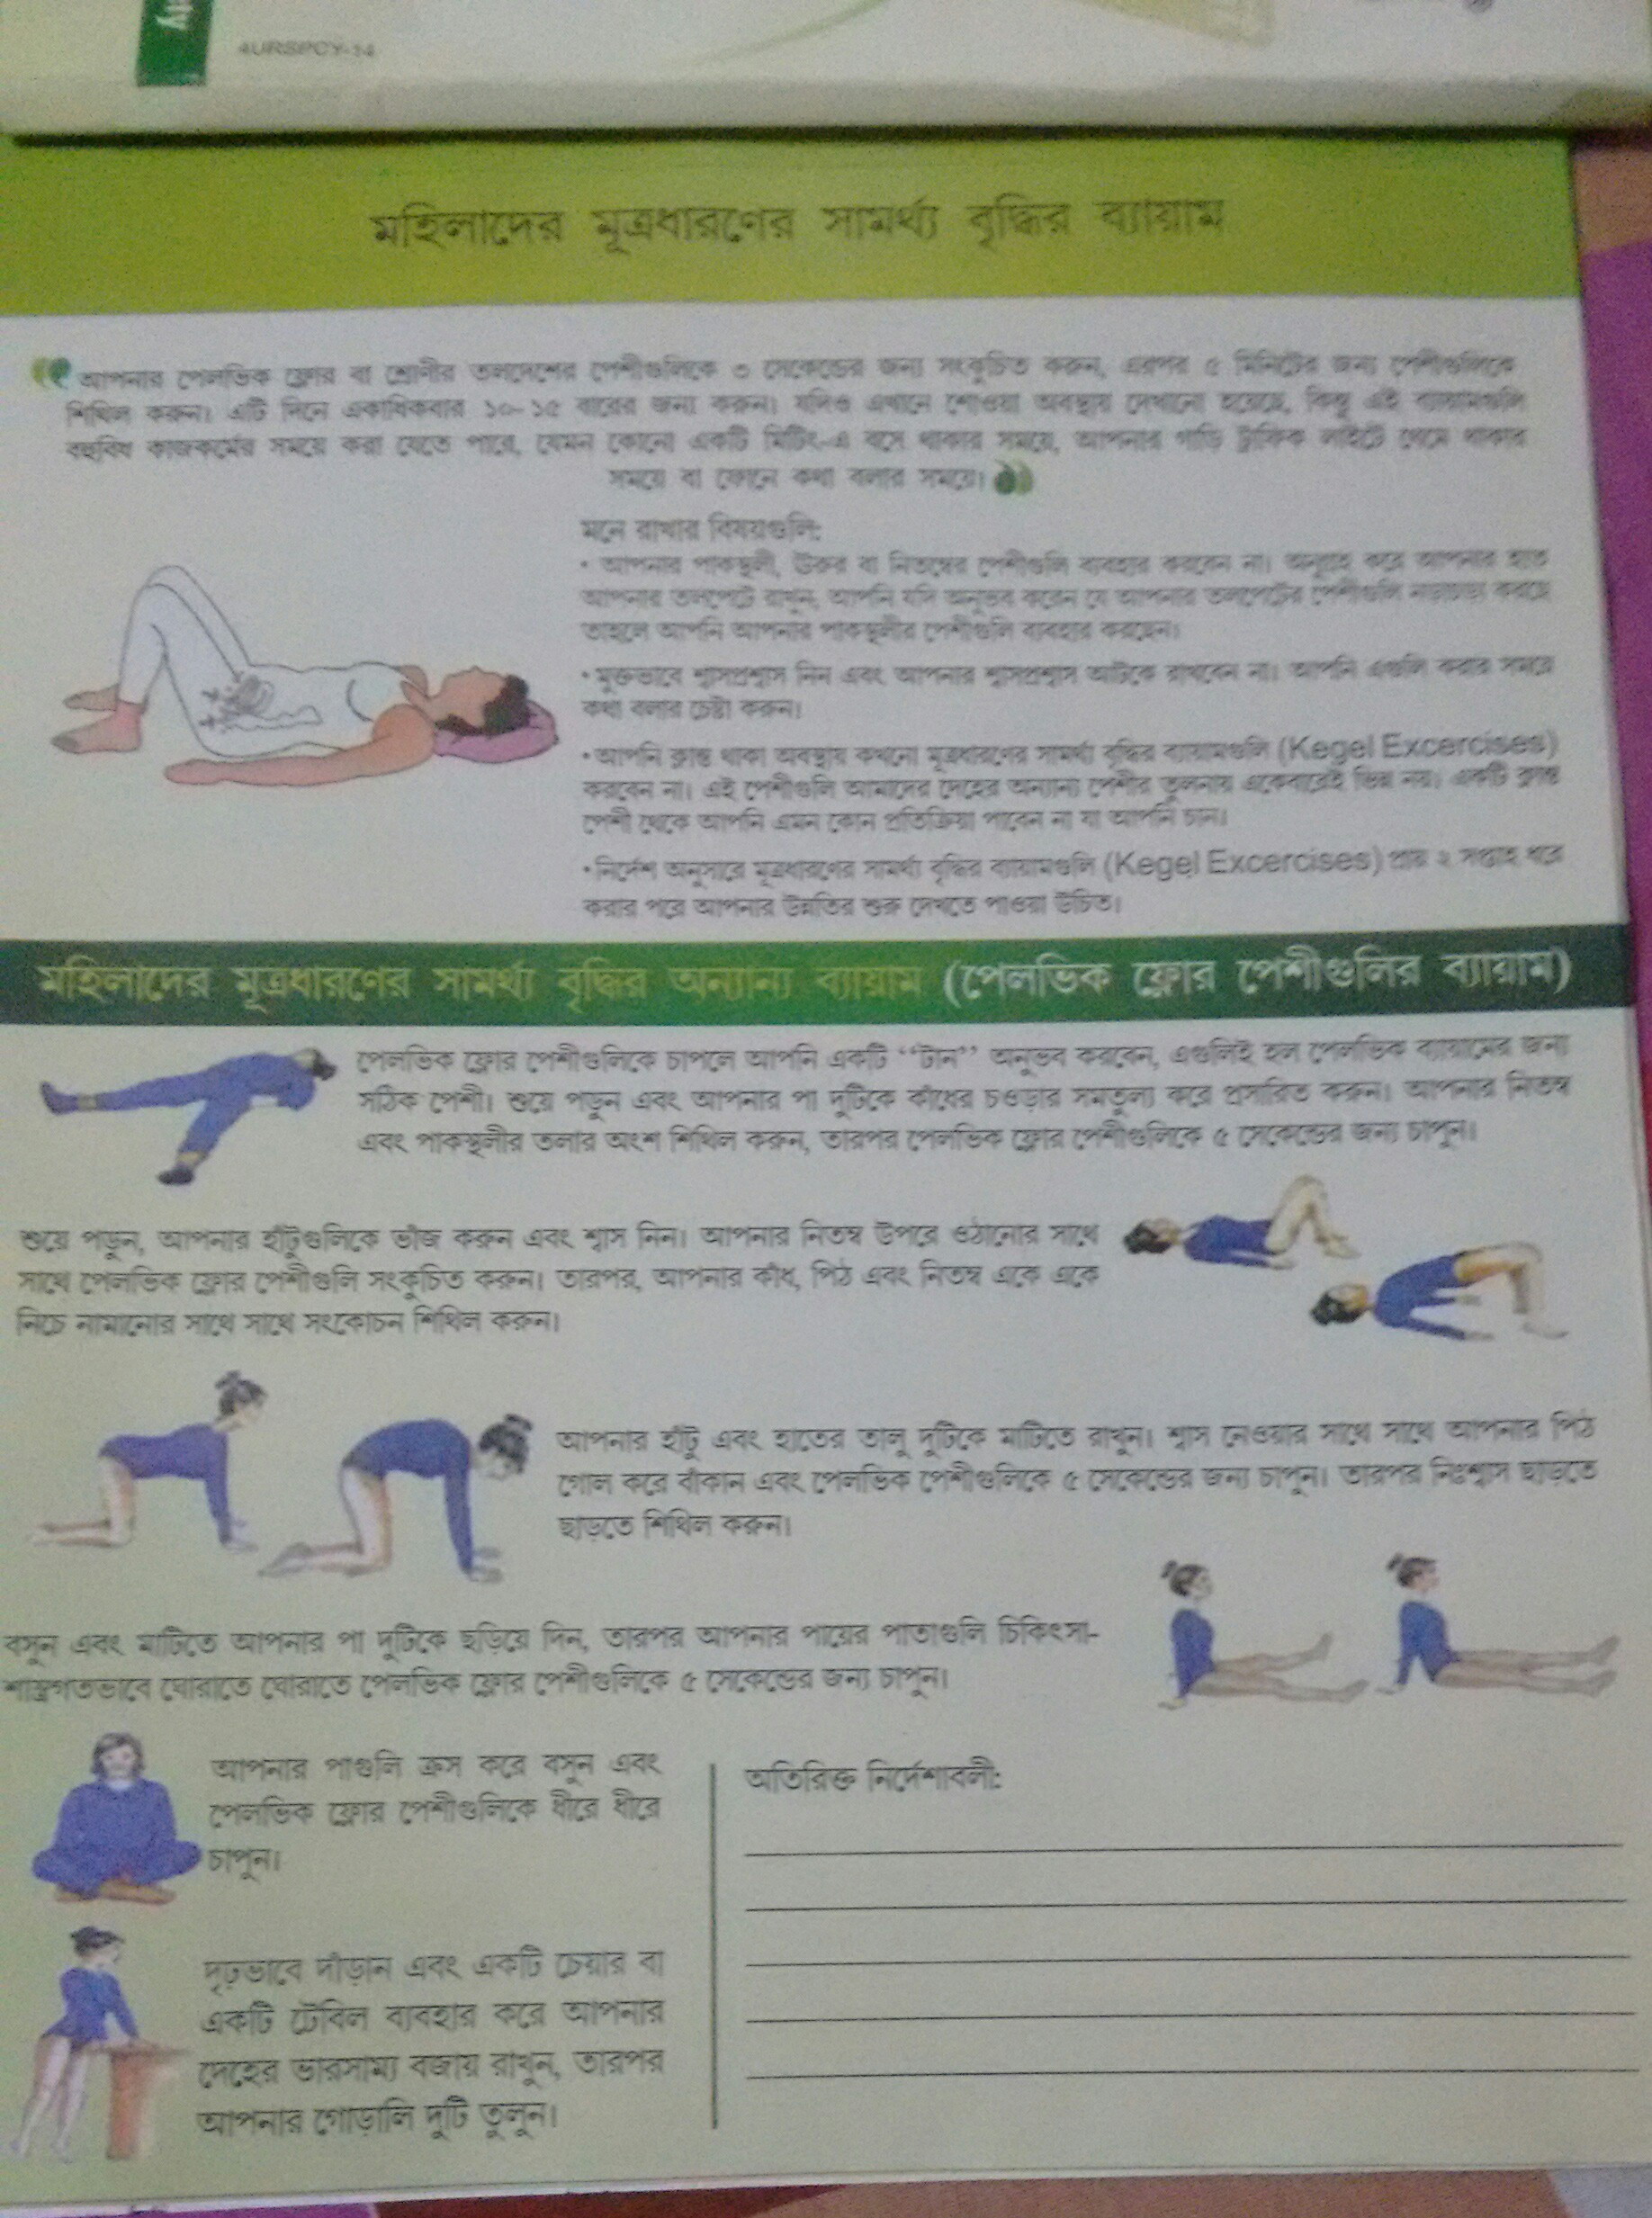 4URSPCY-14
মহিলাদের মূত্রধারণের সামর্থ্য বৃদ্ধির ব্যায়াম
আপনার পেলভিক ফ্লোর বা শ্রোণীর তলদেশের পেশীগুলিকে ৩ সেকেন্ডের জন্য সংকুচিত করুন, এরপর ৫ মিনিটের জন্য পেশীগুলিকে
শিথিল করুন। এটি দিনে একাধিকবার ১০-১৫ বারের জন্য করুন। যদিও এখানে শোওয়া অবস্থায় দেখানো হয়েছে, কিন্তু এই ব্যায়ামগুলি
বহুবিধ কাজকর্মের সময়ে করা যেতে পারে, যেমন কোনো একটি মিটিং-এ বসে থাকার সময়ে, আপনার গাড়ি ট্রাফিক লাইটে থেমে থাকার
সময়ে বা ফোনে কথা বলার সময়ে।
মনে রাখার বিষয়গুলি:
• আপনার পাকস্থলী, উরুর বা নিতম্বের পেশীগুলি ব্যবহার করবেন না। অনুগ্রহ করে আপনার হাত
আপনার তলপেটে রাখুন, আপনি যদি অনুভব করেন যে আপনার তলপেটের পেশীগুলি নড়াচড়া করছে
তাহলে আপনি আপনার পাকস্থলীর পেশীগুলি ব্যবহার করছেন।
• মুক্তভাবে শ্বাসপ্রশ্বাস নিন এবং আপনার শ্বাসপ্রশ্বাস আটকে রাখবেন না। আপনি এগুলি করার সময়ে
কথা বলার চেষ্টা করুন।
• আপনি ক্লান্ত থাকা অবস্থায় কখনো মূত্রধারণের সামর্থ্য বৃদ্ধির ব্যায়ামগুলি (Kegel Excercises)
করবেন না। এই পেশীগুলি আমাদের দেহের অন্যান্য পেশীর তুলনায় একেবারেই ভিন্ন নয়। একটি ক্লান্ত
পেশী থেকে আপনি এমন কোন প্রতিক্রিয়া পাবেন না যা আপনি চান।
• নির্দেশ অনুসারে মূত্রধারণের সামর্থ্য বৃদ্ধির ব্যায়ামগুলি (Kegel Excercises) প্রায় ২ সপ্তাহ ধরে
করার পরে আপনার উন্নতির শুরু দেখতে পাওয়া উচিত।
মহিলাদের মূত্রধারণের সামর্থ্য বৃদ্ধির অন্যান্য ব্যায়াম (পেলভিক ফ্লোর পেশীগুলির ব্যায়াম)
পেলভিক ফ্লোর পেশীগুলিকে চাপলে আপনি একটি “টান” অনুভব করবেন, এগুলিই হল পেলভিক ব্যায়ামের জন্য
সঠিক পেশী। শুয়ে পড়ুন এবং আপনার পা দুটিকে কাঁধের চওড়ার সমতুল্য করে প্রসারিত করুন। আপনার নিতম্ব
এবং পাকস্থলীর তলার অংশ শিথিল করুন, তারপর পেলভিক ফ্লোর পেশীগুলিকে ৫ সেকেন্ডের জন্য চাপুন।
শুয়ে পড়ুন, আপনার হাঁটুগুলিকে ভাঁজ করুন এবং শ্বাস নিন। আপনার নিতম্ব উপরে ওঠানোর সাথে
সাথে পেলভিক ফ্লোর পেশীগুলি সংকুচিত করুন। তারপর, আপনার কাঁধ, পিঠ এবং নিতম্ব একে একে
নিচে নামানোর সাথে সাথে সংকোচন শিথিল করুন।
আপনার হাঁটু এবং হাতের তালু দুটিকে মাটিতে রাখুন। শ্বাস নেওয়ার সাথে সাথে আপনার পিঠ
গোল করে বাঁকান এবং পেলভিক পেশীগুলিকে ৫ সেকেন্ডের জন্য চাপুন। তারপর নিঃশ্বাস ছাড়তে
ছাড়তে শিথিল করুন।
বসুন এবং মাটিতে আপনার পা দুটিকে ছড়িয়ে দিন, তারপর আপনার পায়ের পাতাগুলি চিকিৎসা-
শাস্ত্রগতভাবে ঘোরাতে ঘোরাতে পেলভিক ফ্লোর পেশীগুলিকে ৫ সেকেন্ডের জন্য চাপুন।
আপনার পাগুলি ক্রস করে বসুন এবং
পেলভিক ফ্লোর পেশীগুলিকে ধীরে ধীরে
চাপুন।
দৃঢ়ভাবে দাঁড়ান এবং একটি চেয়ার বা
একটি টেবিল ব্যবহার করে আপনার
দেহের ভারসাম্য বজায় রাখুন, তারপর
আপনার গোড়ালি দুটি তুলুন।
অতিরিক্ত নির্দেশাবলী: